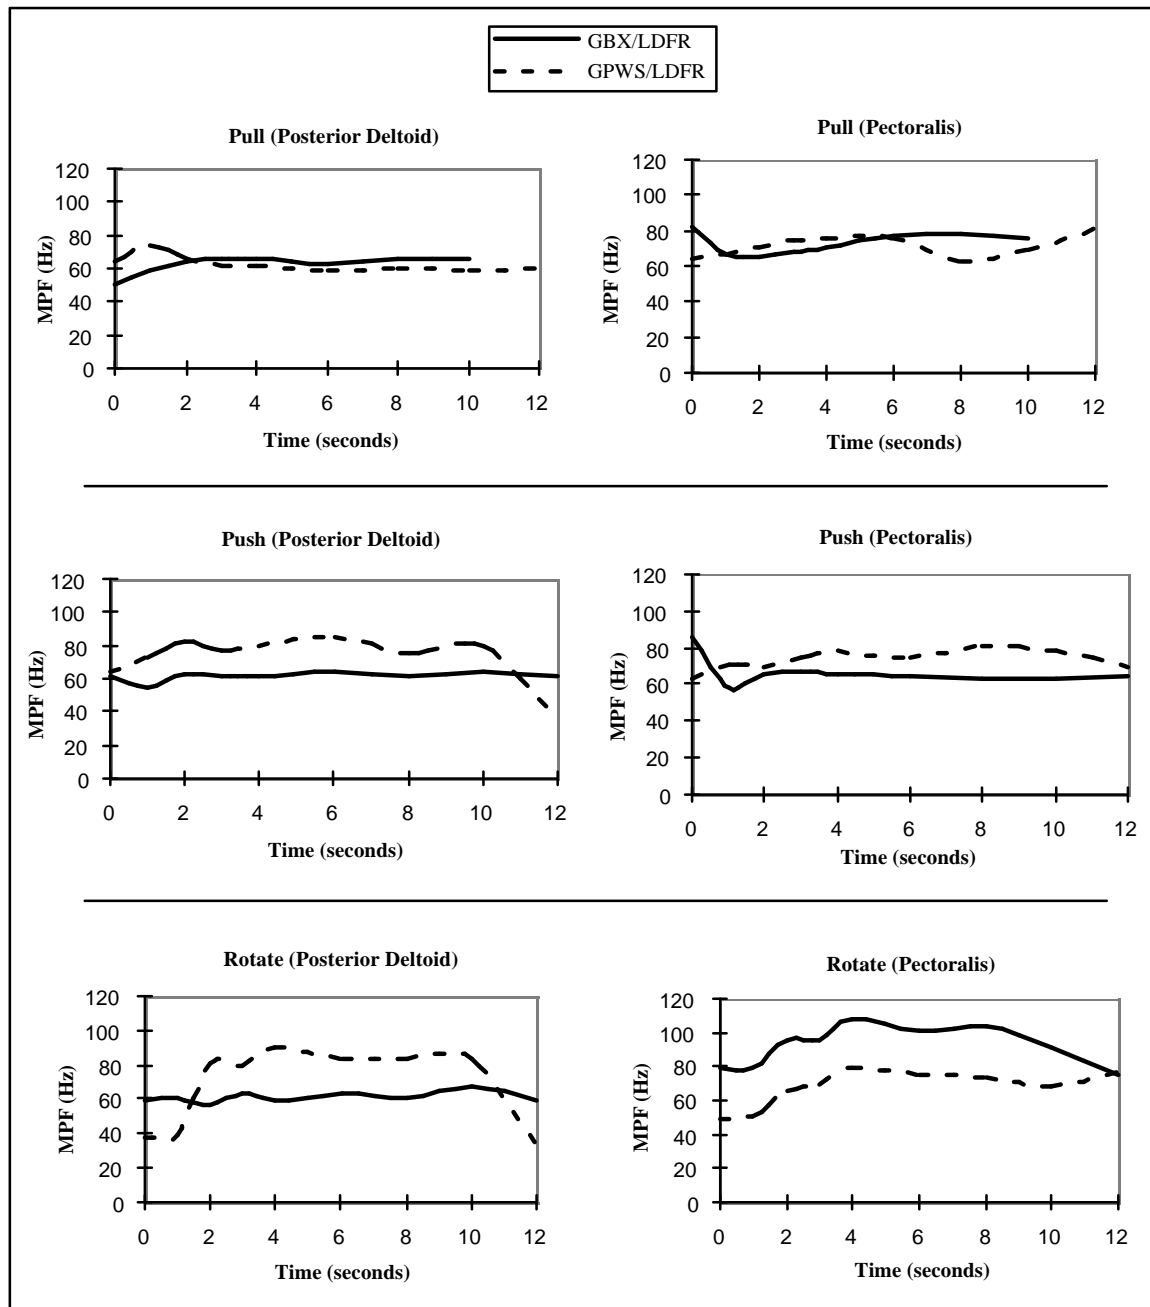 GBX/LDFR
GPWS/LDFR
Pull (Posterior Deltoid)
120
100
80
60
40
20
0
MPF (Hz)
0 2 4 6 8 10 12
Time (seconds)
Pull (Pectoralis)
120
100
80
60
40
20
0
MPF (Hz)
0 2 4 6 8 10 12
Time (seconds)
Push (Posterior Deltoid)
120
100
80
60
40
20
0
MPF (Hz)
0 2 4 6 8 10 12
Time (seconds)
Push (Pectoralis)
120
100
80
60
40
20
0
MPF (Hz)
0 2 4 6 8 10 12
Time (seconds)
Rotate (Posterior Deltoid)
120
100
80
60
40
20
0
MPF (Hz)
0 2 4 6 8 10 12
Time (seconds)
Rotate (Pectoralis)
120
100
80
60
40
20
0
MPF (Hz)
0 2 4 6 8 10 12
Time (seconds)